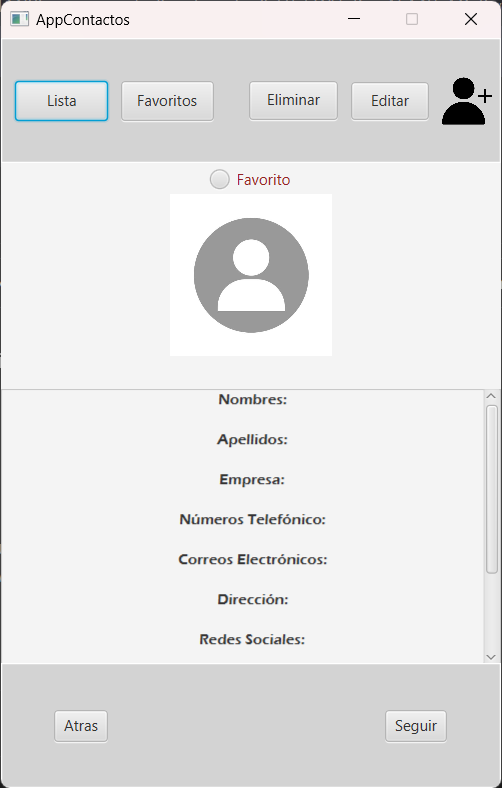 AppContactos
Lista Favoritos Eliminar Editar
Favorito
Nombres:
Apellidos:
Empresa:
Números Telefónico:
Correos Electrónicos:
Dirección:
Redes Sociales:
Atras Seguir